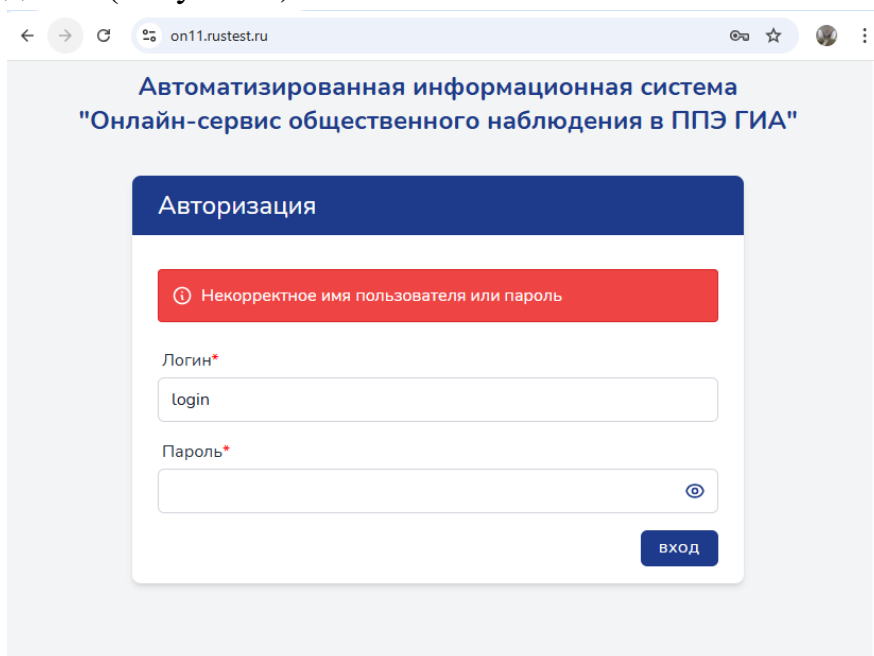 on11.rustest.ru
Автоматизированная информационная система
"Онлайн-сервис общественного наблюдения в ППЭ ГИА"
Авторизация
Некорректное имя пользователя или пароль
Логин*
login
Пароль*
вход